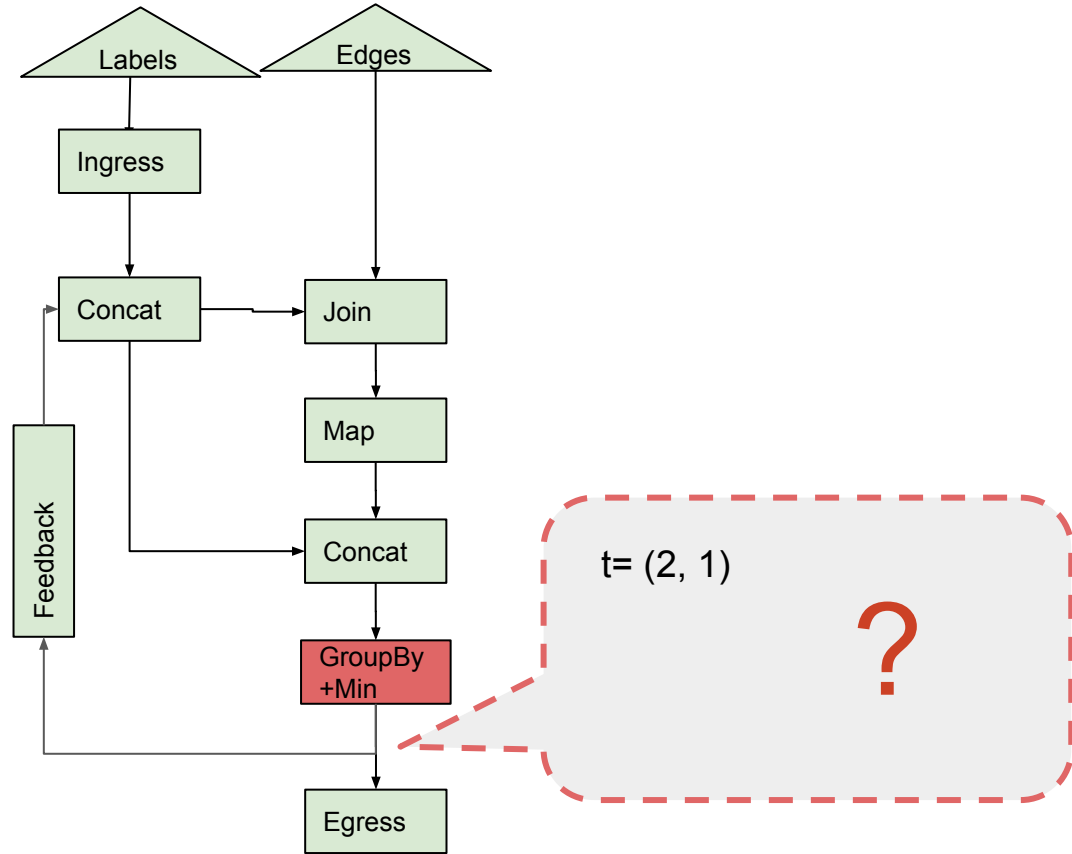 Labels
Edges
Ingress
Concat
Join
Map
Feedback
Concat
t= (2, 1)
?
GroupBy
+Min
Egress